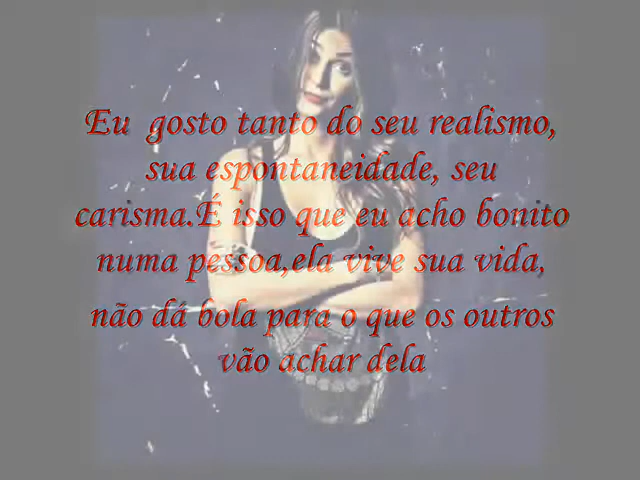 Eu gosto tanto do seu realismo,
sua espontaneidade, seu
carisma.É isso que eu acho bonito
numa pessoa,ela vive sua vida,
não dá bola para o que os outros
vão achar dela